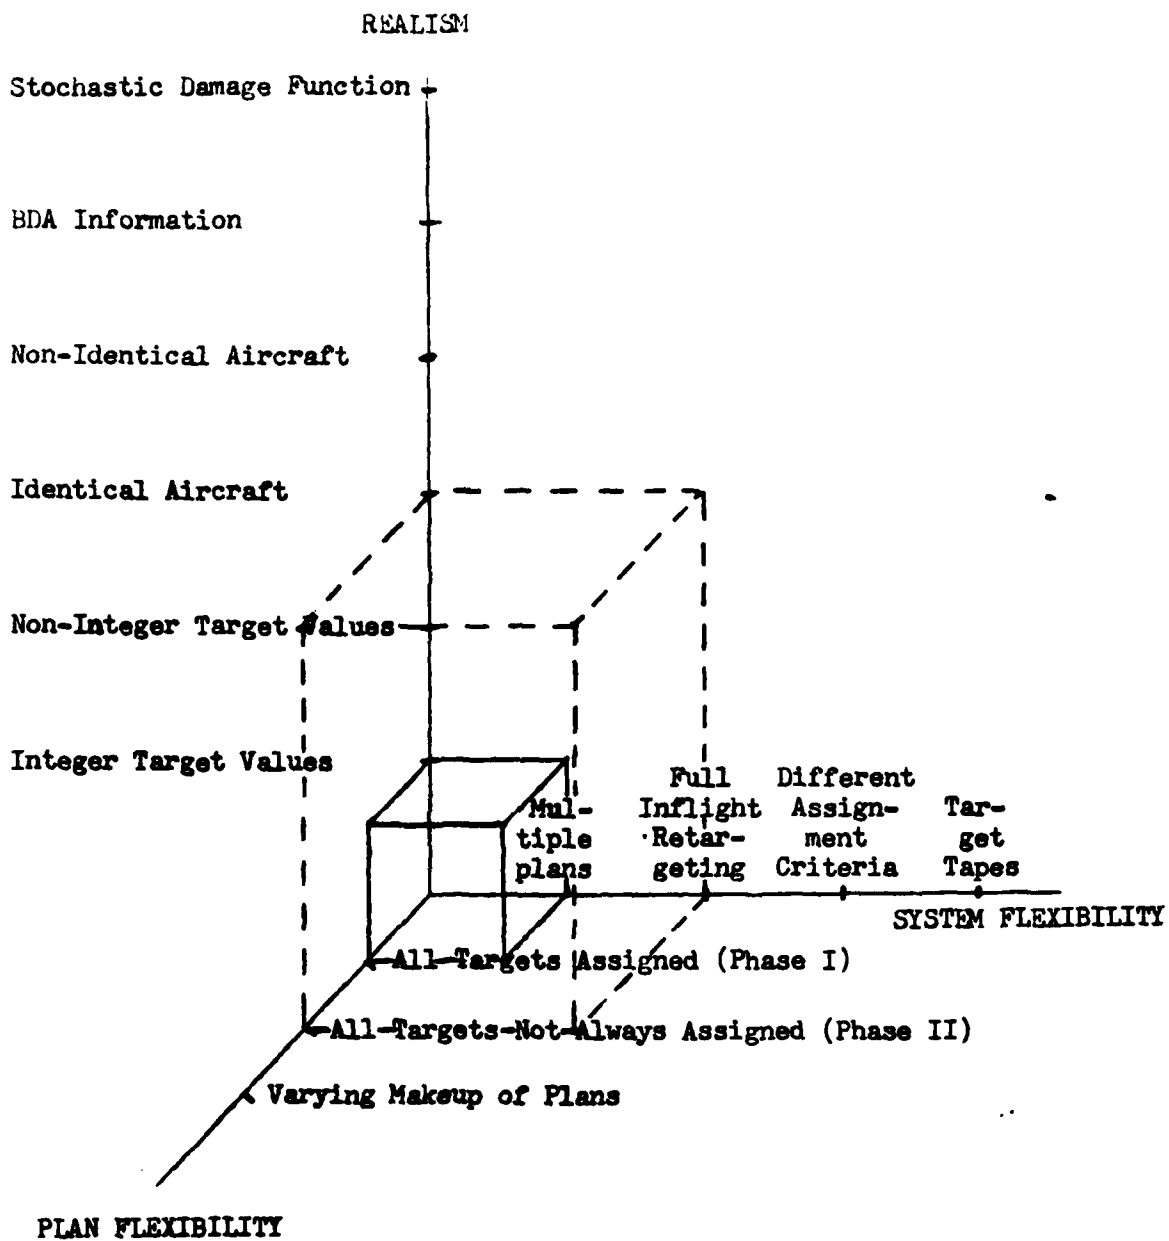 REALISM
Stochastic Damage Function
BDA Information
Non-Identical Aircraft
Identical Aircraft
Non-Integer Target Values
Integer Target Values
Mul-
tiple
plans
Full
Inflight
Retar-
geting
Different
Assign-
ment
Criteria
Tar-
get
Tapes
SYSTEM FLEXIBILITY
All Targets Assigned (Phase I)
All Targets Not Always Assigned (Phase II)
Varying Makeup of Plans
PLAN FLEXIBILITY